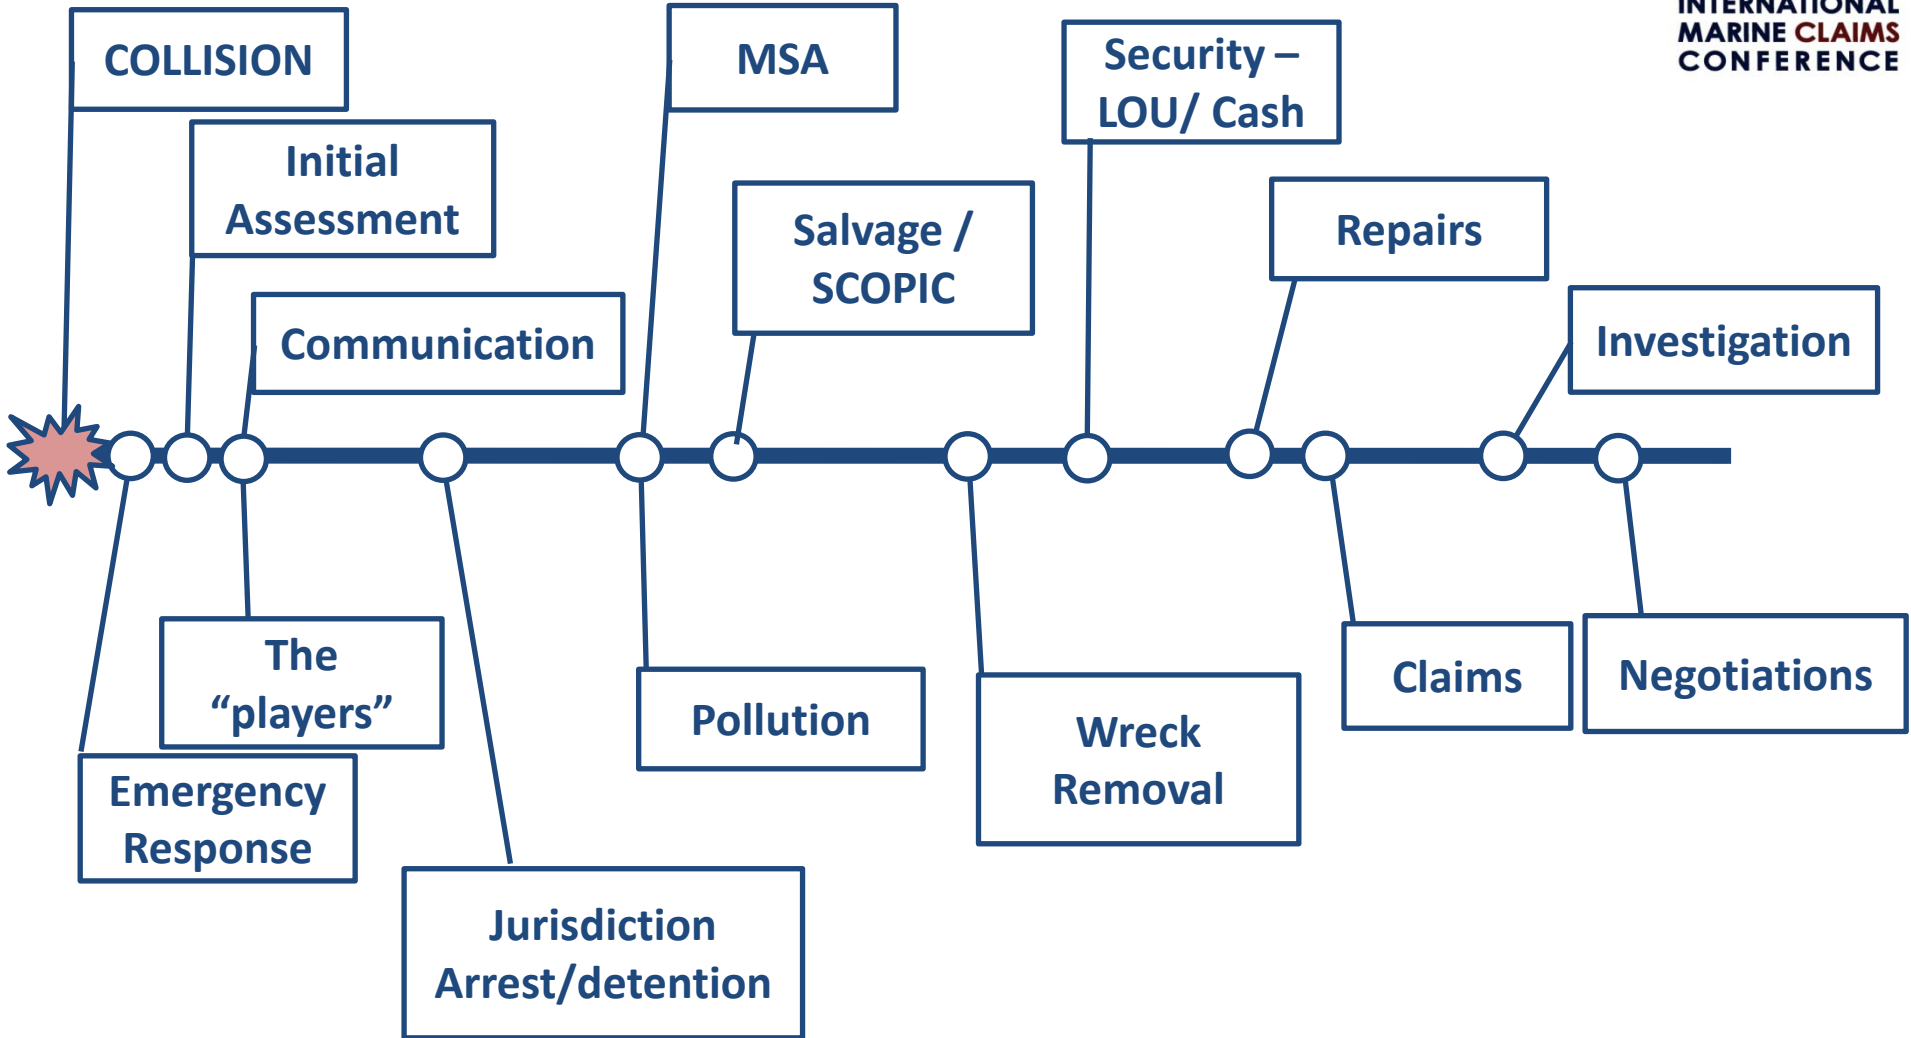 INTERNATIONAL
MARINE CLAIMS
CONFERENCE
COLLISION
MSA
Security –
LOU/ Cash
Initial
Assessment
Salvage /
SCOPIC
Repairs
Communication
Investigation
The
“players”
Emergency
Response
Jurisdiction
Arrest/detention
Pollution
Wreck
Removal
Claims
Negotiations